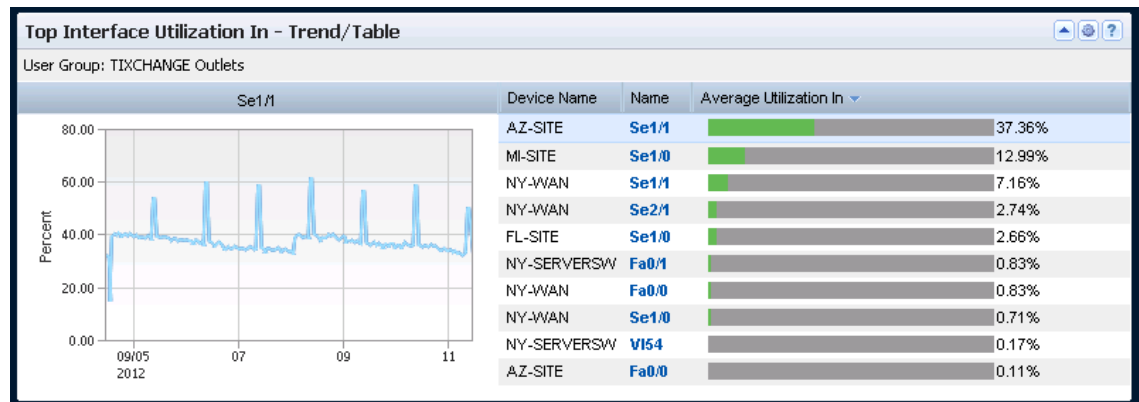 Top Interface Utilization In - Trend/Table
?
User Group: TIXCHANGE Outlets
Se1/1
Device Name Name Average Utilization In
AZ-SITE Se1/1 37.36%
MI-SITE Se1/0 12.99%
NY-WAN Se1/1 7.16%
NY-WAN Se2/1 2.74%
FL-SITE Se1/0 2.66%
NY-SERVERSW Fa0/1 0.83%
NY-WAN Fa0/0 0.83%
NY-WAN Se1/0 0.71%
NY-SERVERSW Vl54 0.17%
AZ-SITE Fa0/0 0.11%
Percent
80.00
60.00
40.00
20.00
0.00
09/05 07 09 11
2012